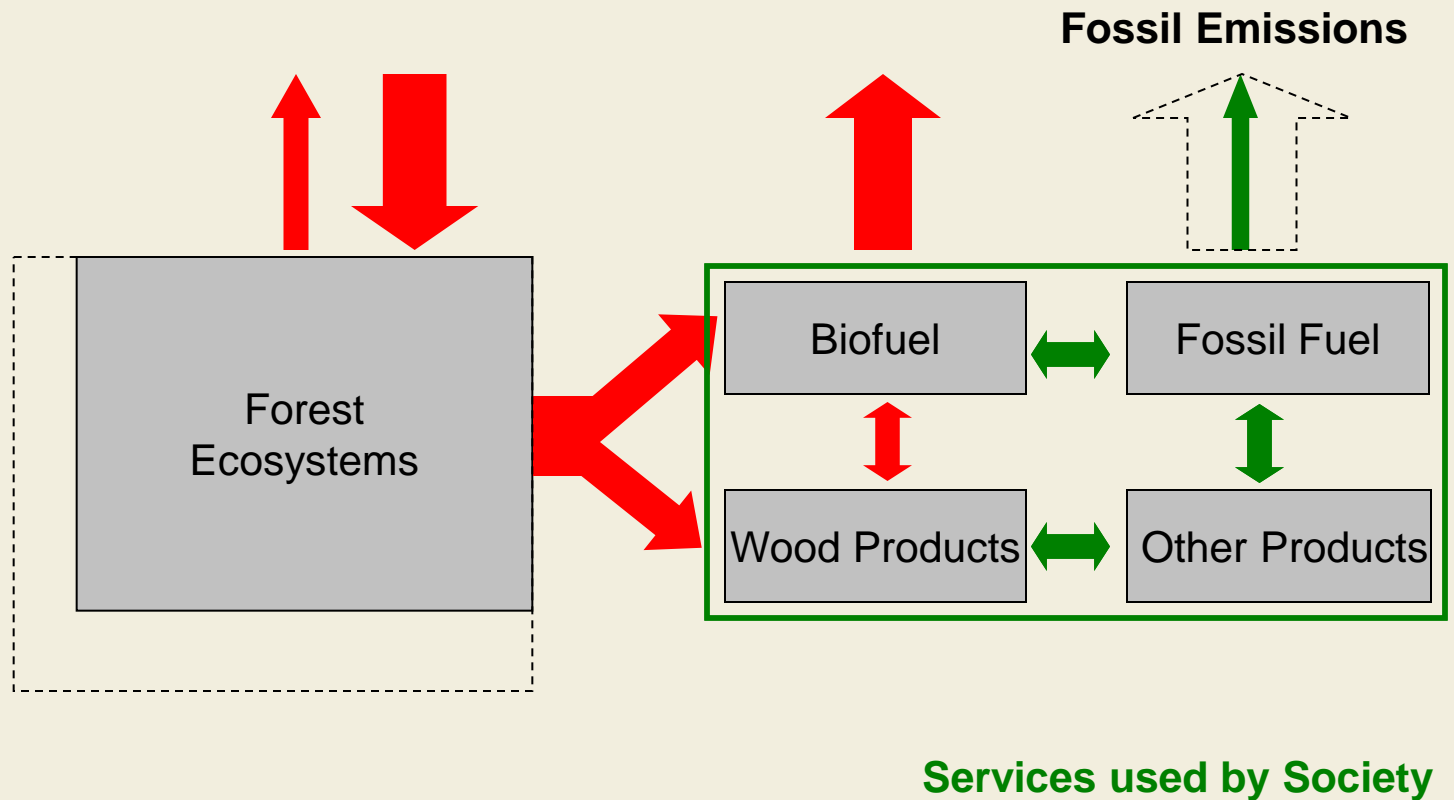 Fossil Emissions
Biofuel
Fossil Fuel
Forest
Ecosystems
Wood Products
Other Products
Services used by Society